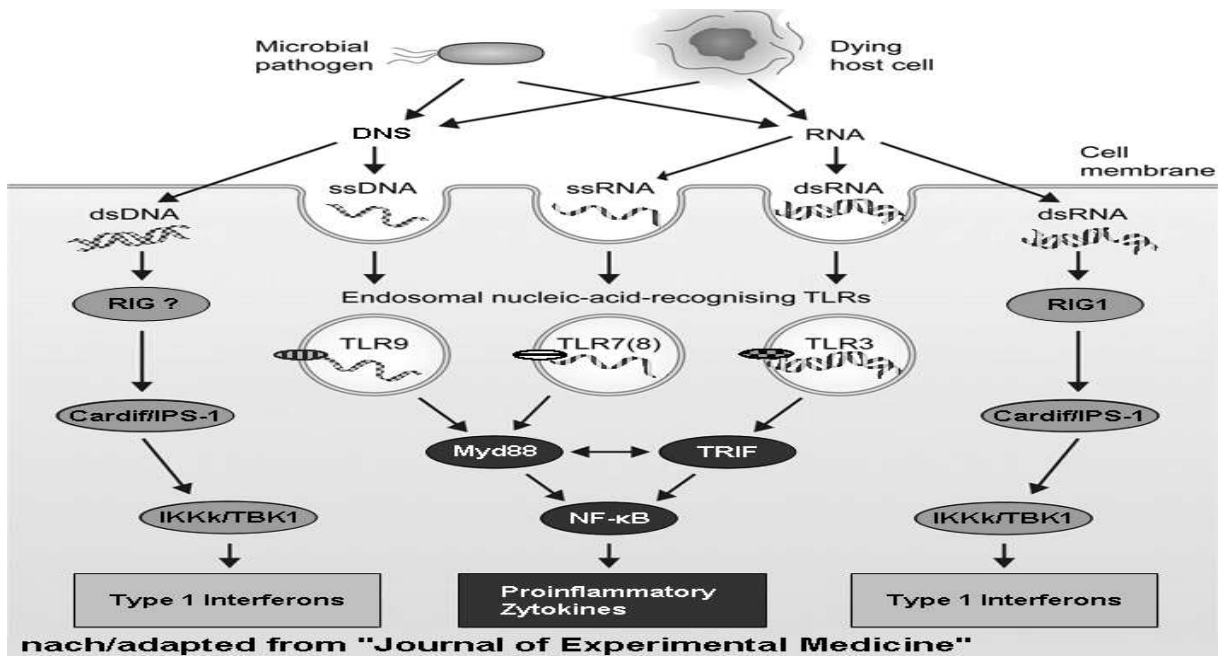 Microbial
pathogen
Dying
host cell
DNS
RNA
Cell
membrane
ssDNA
ssRNA
dsRNA
dsDNA
dsRNA
RIG ?
Endosomal nucleic-acid-recognising TLRs
RIG1
TLR9
TLR7(8)
TLR3
Cardif/IPS-1
Cardif/IPS-1
Myd88
TRIF
IKKk/TBK1
NF-κB
IKKk/TBK1
Type 1 Interferons
Proinflammatory
Zytokines
Type 1 Interferons
nach/adapted from "Journal of Experimental Medicine"